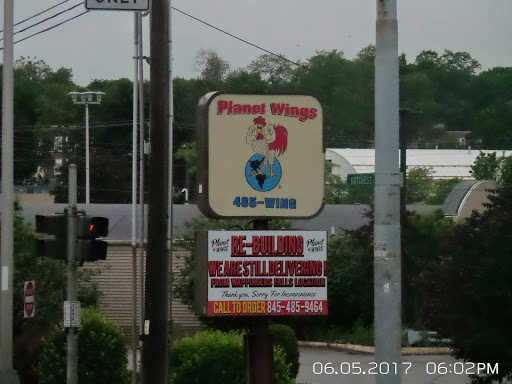 ONLY
Planet Wings
485-WING
DUTCHESS
Planet WINGS RE-BUILDING Planet WINGS
WE ARE STILL DELIVERING!
FROM WAPPINGERS FALLS LOCATION
Thank you, Sorry For Inconvenience
CALL TO ORDER 845-485-9464
06.05.2017 06:02PM